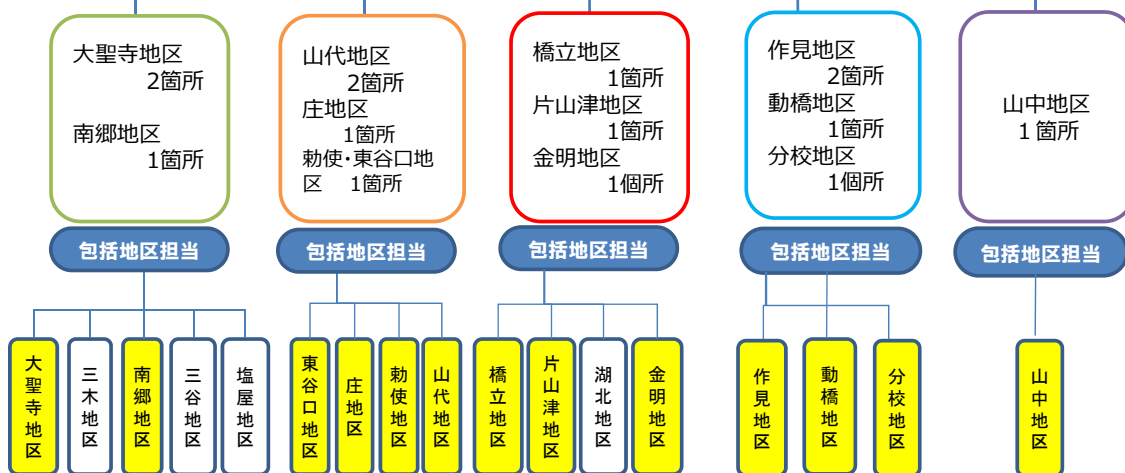 大聖寺地区
2箇所
南郷地区
1箇所
山代地区
2箇所
庄地区
1箇所
勅使・東谷口地
区 1箇所
橋立地区
1箇所
片山津地区
1箇所
金明地区
1個所
作見地区
2箇所
動橋地区
1箇所
分校地区
1個所
山中地区
１箇所
包括地区担当
包括地区担当
包括地区担当
包括地区担当
包括地区担当
大聖寺地区
三木地区
南郷地区
三谷地区
塩屋地区
東谷口地区
庄地区
勅使地区
山代地区
橋立地区
片山津地区
湖北地区
金明地区
作見地区
動橋地区
分校地区
山中地区